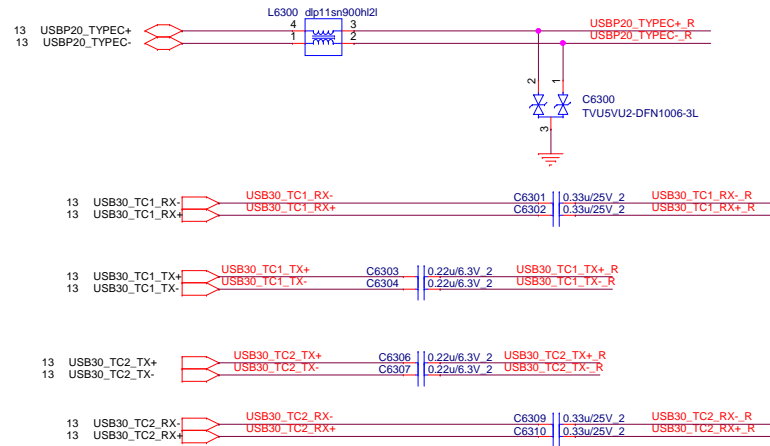 L6300 dlp11sn900hl2l
13 USBP20_TYPEC+ 4 3 USBP20_TYPEC+_R
13 USBP20_TYPEC- 1 2 USBP20_TYPEC-_R
2 1 C6300
TVU5VU2-DFN1006-3L
3
13 USB30_TC1_RX- USB30_TC1_RX- C6301 0.33u/25V_2 USB30_TC1_RX-_R
13 USB30_TC1_RX+ USB30_TC1_RX+ C6302 0.33u/25V_2 USB30_TC1_RX+_R
13 USB30_TC1_TX+ USB30_TC1_TX+ C6303 0.22u/6.3V_2 USB30_TC1_TX+_R
13 USB30_TC1_TX- USB30_TC1_TX- C6304 0.22u/6.3V_2 USB30_TC1_TX-_R
13 USB30_TC2_TX+ USB30_TC2_TX+ C6306 0.22u/6.3V_2 USB30_TC2_TX+_R
13 USB30_TC2_TX- USB30_TC2_TX- C6307 0.22u/6.3V_2 USB30_TC2_TX-_R
13 USB30_TC2_RX- USB30_TC2_RX- C6309 0.33u/25V_2 USB30_TC2_RX-_R
13 USB30_TC2_RX+ USB30_TC2_RX+ C6310 0.33u/25V_2 USB30_TC2_RX+_R